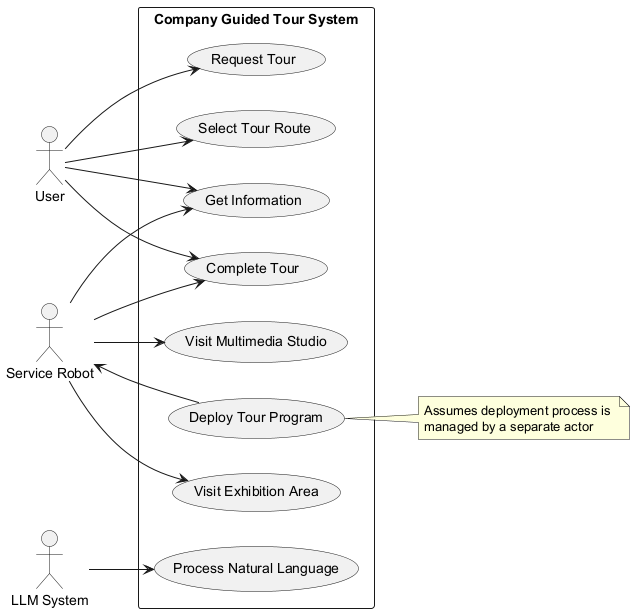 Company Guided Tour System
Request Tour
Select Tour Route
User
Get Information
Complete Tour
Visit Multimedia Studio
Service Robot
Deploy Tour Program
Assumes deployment process is
managed by a separate actor
Visit Exhibition Area
Process Natural Language
LLM System